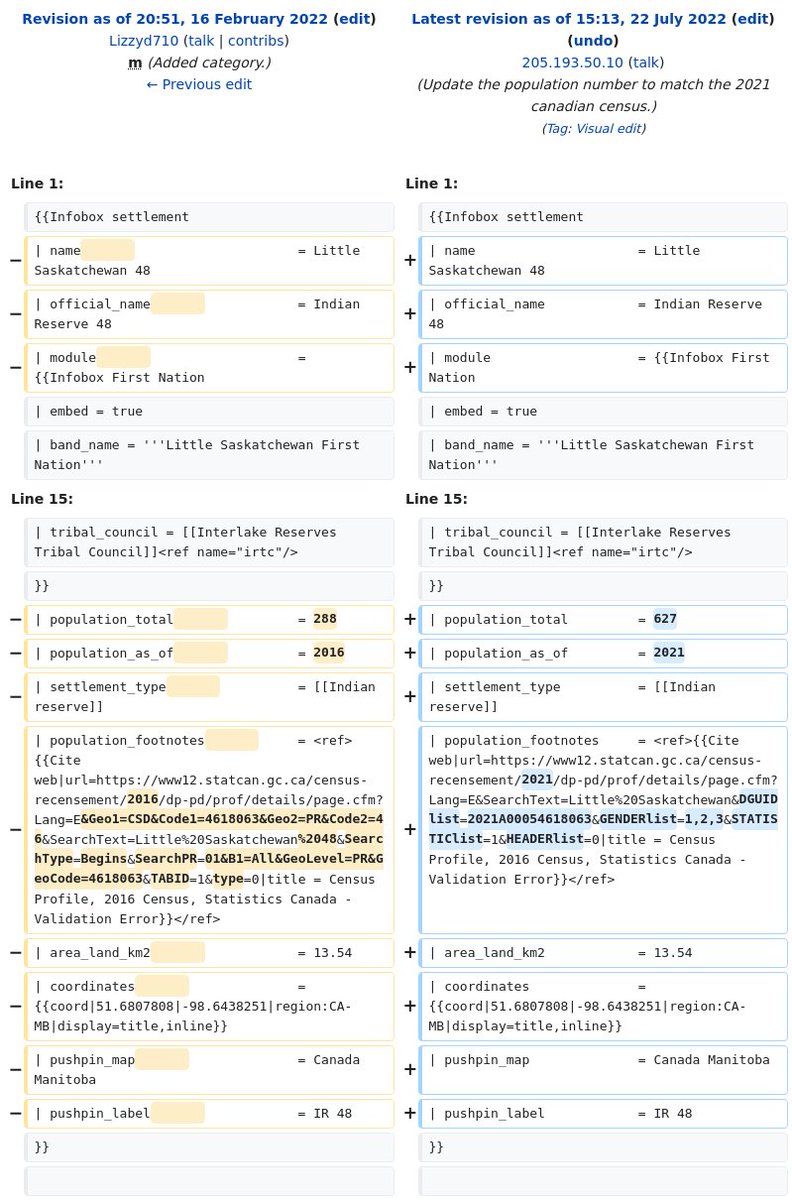 Revision as of 20:51, 16 February 2022 (edit)
Lizzyd710 (talk | contribs)
m (Added category.)
← Previous edit
Latest revision as of 15:13, 22 July 2022 (edit)
(undo)
205.193.50.10 (talk)
(Update the population number to match the 2021
canadian census.)
(Tag: Visual edit)
Line 1:
Line 1:
{{Infobox settlement
{{Infobox settlement
− | name = Little
Saskatchewan 48
+ | name = Little
Saskatchewan 48
− | official_name = Indian
Reserve 48
+ | official_name = Indian Reserve
48
− | module =
{{Infobox First Nation
+ | module = {{Infobox First
Nation
| embed = true
| embed = true
| band_name = '''Little Saskatchewan First
Nation'''
| band_name = '''Little Saskatchewan First
Nation'''
Line 15:
Line 15:
| tribal_council = [[Interlake Reserves
Tribal Council]]<ref name="irtc"/>
| tribal_council = [[Interlake Reserves
Tribal Council]]<ref name="irtc"/>
}}
}}
− | population_total = 288
+ | population_total = 627
− | population_as_of = 2016
+ | population_as_of = 2021
− | settlement_type = [[Indian
reserve]]
+ | settlement_type = [[Indian
reserve]]
− | population_footnotes = <ref>
{{Cite
web|url=https://www12.statcan.gc.ca/census-
recensement/2016/dp-pd/prof/details/page.cfm?
Lang=E&Geo1=CSD&Code1=4618063&Geo2=PR&Code2=4
6&SearchText=Little%20Saskatchewan%2048&Searc
hType=Begins&SearchPR=01&B1=All&GeoLevel=PR&G
eoCode=4618063&TABID=1&type=0|title = Census
Profile, 2016 Census, Statistics Canada -
Validation Error}}</ref>
+ | population_footnotes = <ref>{{Cite
web|url=https://www12.statcan.gc.ca/census-
recensement/2021/dp-pd/prof/details/page.cfm?
Lang=E&SearchText=Little%20Saskatchewan&DGUID
list=2021A00054618063&GENDERlist=1,2,3&STATIS
TIClist=1&HEADERlist=0|title = Census
Profile, 2016 Census, Statistics Canada -
Validation Error}}</ref>
− | area_land_km2 = 13.54
+ | area_land_km2 = 13.54
− | coordinates =
{{coord|51.6807808|-98.6438251|region:CA-
MB|display=title,inline}}
+ | coordinates =
{{coord|51.6807808|-98.6438251|region:CA-
MB|display=title,inline}}
− | pushpin_map = Canada
Manitoba
+ | pushpin_map = Canada Manitoba
− | pushpin_label = IR 48
+ | pushpin_label = IR 48
}}
}}